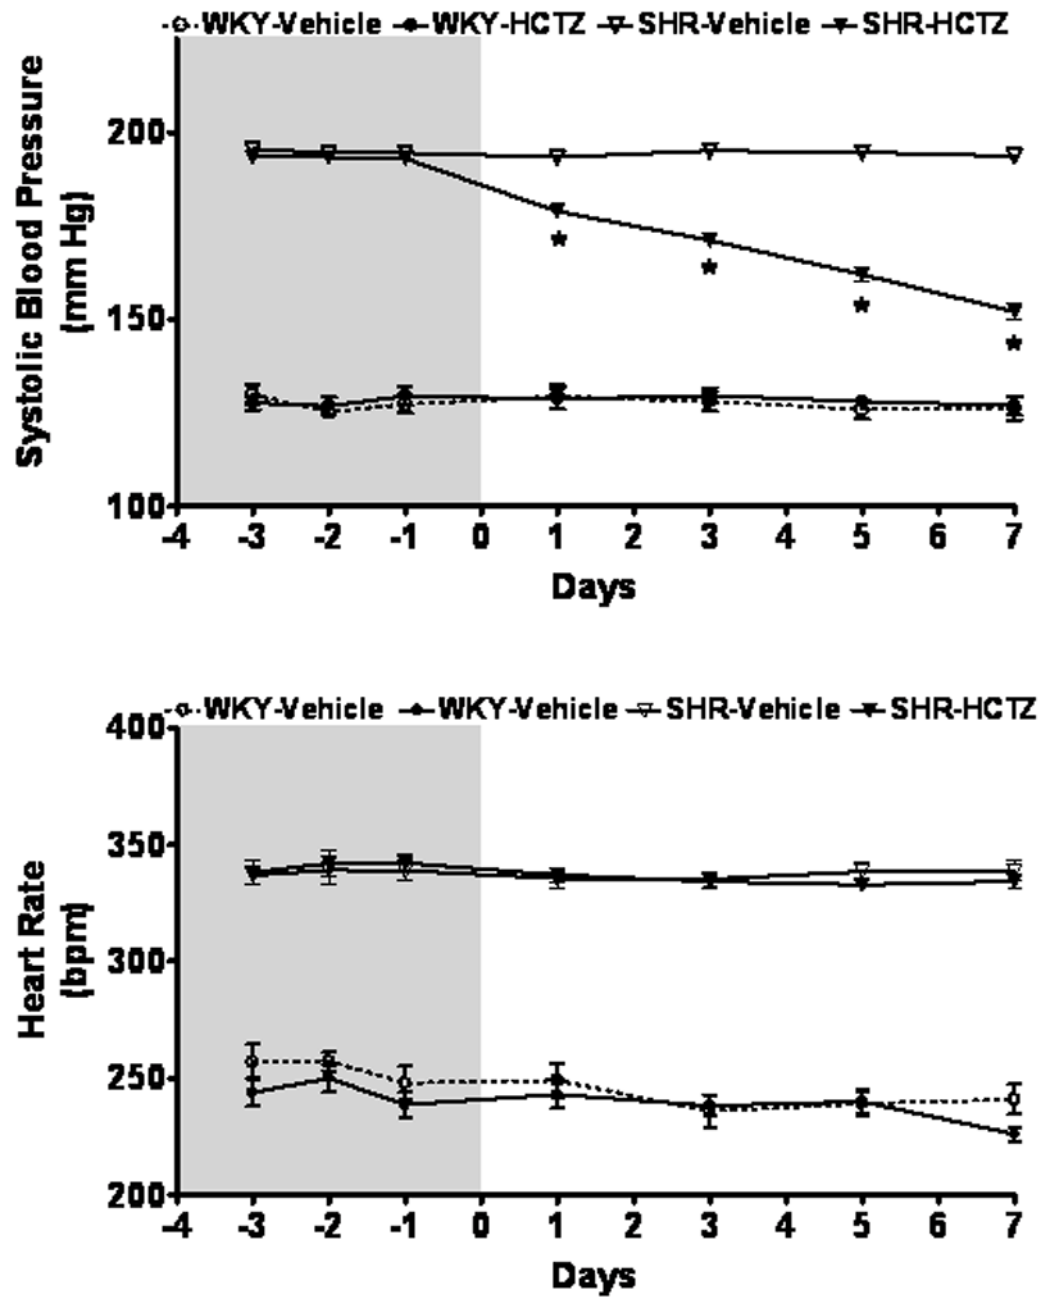 WKY-Vehicle WKY-HCTZ SHR-Vehicle SHR-HCTZ
Systolic Blood Pressure
(mm Hg)
200
150
100
-4 -3 -2 -1 0 1 2 3 4 5 6 7
Days
WKY-Vehicle WKY-Vehicle SHR-Vehicle SHR-HCTZ
Heart Rate
(bpm)
400
350
300
250
200
-4 -3 -2 -1 0 1 2 3 4 5 6 7
Days